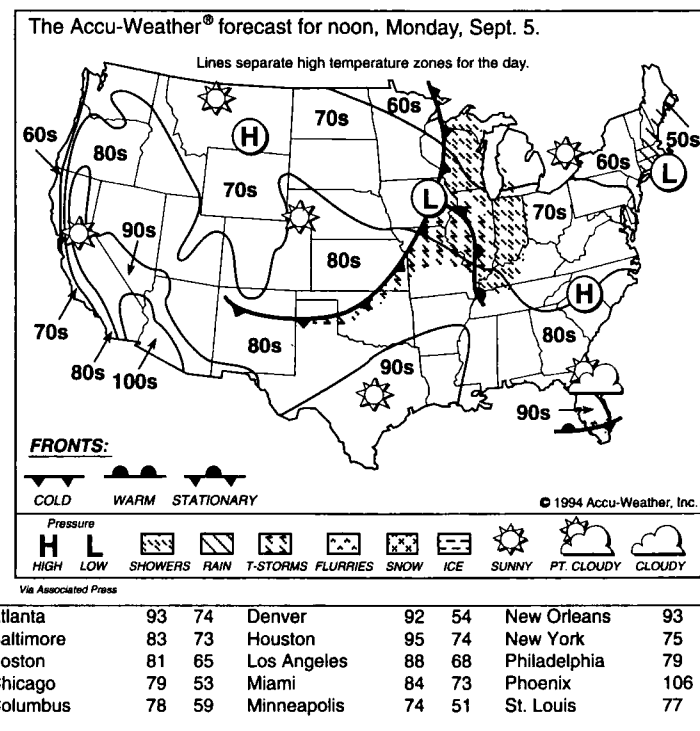 The Accu-Weather® forecast for noon, Monday, Sept. 5.
Lines separate high temperature zones for the day.
60s
70s
60s
50s
80s
H
60s
L
70s
L
70s
90s
80s
H
70s
80s
80s
80s
100s
90s
90s
FRONTS:
COLD WARM STATIONARY
© 1994 Accu-Weather, Inc.
Pressure
H L
HIGH LOW SHOWERS RAIN T-STORMS FLURRIES SNOW ICE SUNNY PT. CLOUDY CLOUDY
Via Associated Press
tlanta 93 74 Denver 92 54 New Orleans 93
altimore 83 73 Houston 95 74 New York 75
oston 81 65 Los Angeles 88 68 Philadelphia 79
hicago 79 53 Miami 84 73 Phoenix 106
olumbus 78 59 Minneapolis 74 51 St. Louis 77